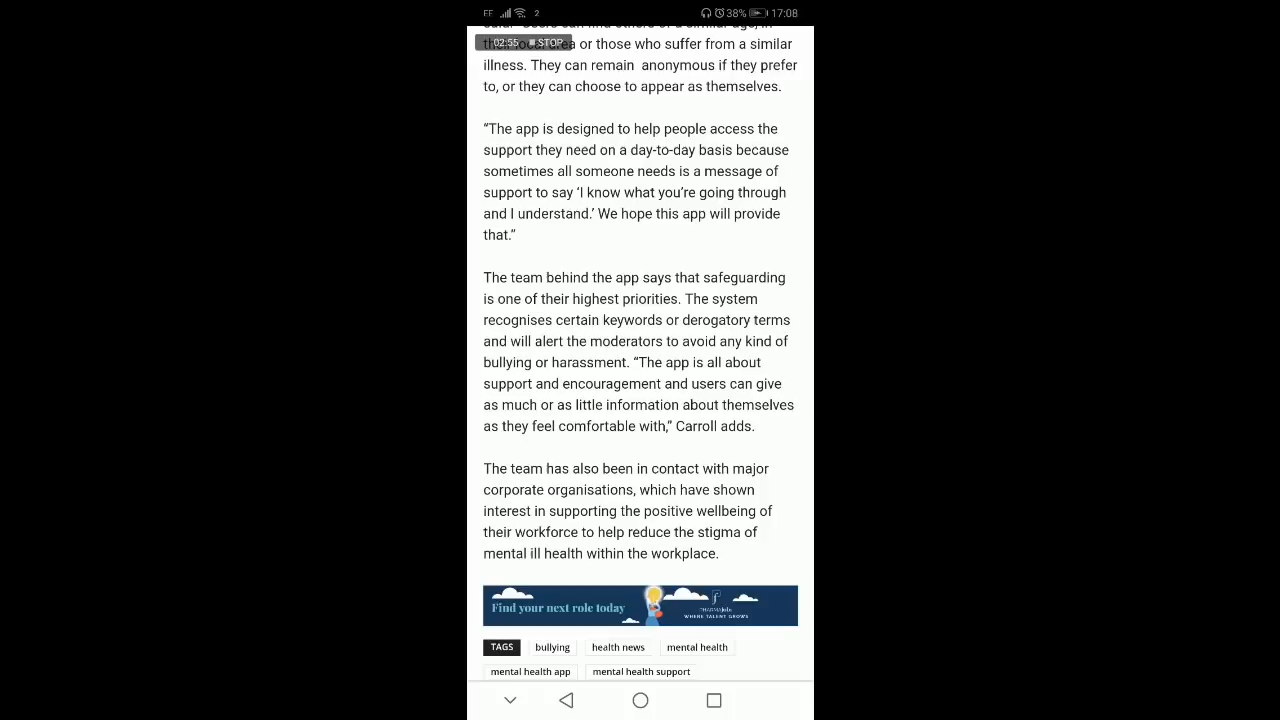 EE 2 38% 17:08
02:55 STOP
or those who suffer from a similar
illness. They can remain anonymous if they prefer
to, or they can choose to appear as themselves.
“The app is designed to help people access the
support they need on a day-to-day basis because
sometimes all someone needs is a message of
support to say ‘I know what you’re going through
and I understand.’ We hope this app will provide
that.”
The team behind the app says that safeguarding
is one of their highest priorities. The system
recognises certain keywords or derogatory terms
and will alert the moderators to avoid any kind of
bullying or harassment. “The app is all about
support and encouragement and users can give
as much or as little information about themselves
as they feel comfortable with,” Carroll adds.
The team has also been in contact with major
corporate organisations, which have shown
interest in supporting the positive wellbeing of
their workforce to help reduce the stigma of
mental ill health within the workplace.
Find your next role today
WHERE TALENT GROWS
TAGS bullying health news mental health
mental health app mental health support